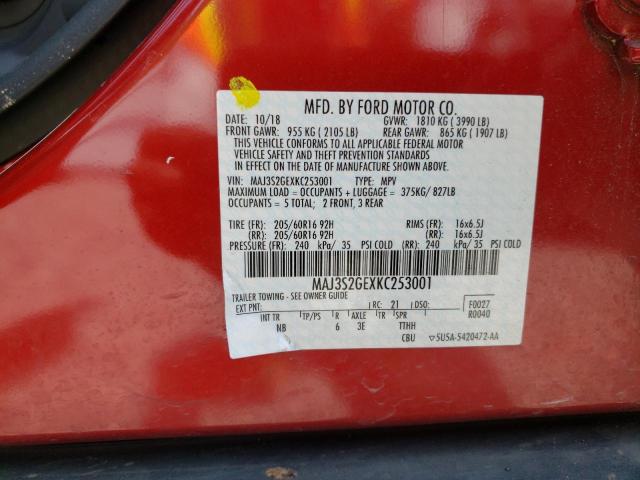 MFD. BY FORD MOTOR CO.
DATE: 10/18 GVWR: 1810 KG ( 3990 LB)
FRONT GAWR: 955 KG ( 2105 LB) REAR GAWR: 865 KG ( 1907 LB)
THIS VEHICLE CONFORMS TO ALL APPLICABLE FEDERAL MOTOR
VEHICLE SAFETY AND THEFT PREVENTION STANDARDS
IN EFFECT ON THE DATE OF MANUFACTURE SHOWN ABOVE.
VIN: MAJ3S2GEXKC253001 TYPE: MPV
MAXIMUM LOAD = OCCUPANTS + LUGGAGE = 375KG/ 827LB
OCCUPANTS = 5 TOTAL; 2 FRONT, 3 REAR
TIRE (FR): 205/60R16 92H RIMS (FR): 16x6.5J
(RR): 205/60R16 92H (RR): 16x6.5J
PRESSURE (FR): 240 kPa/ 35 PSI COLD (RR): 240 kPa/ 35 PSI COLD
MAJ3S2GEXKC253001
TRAILER TOWING - SEE OWNER GUIDE
EXT PNT: RC: 21 DSO: F0027
R0040
INT TR TP/PS R AXLE TR SPR
NB 6 3E TTHH
CBU ▽5U5A-5420472-AA